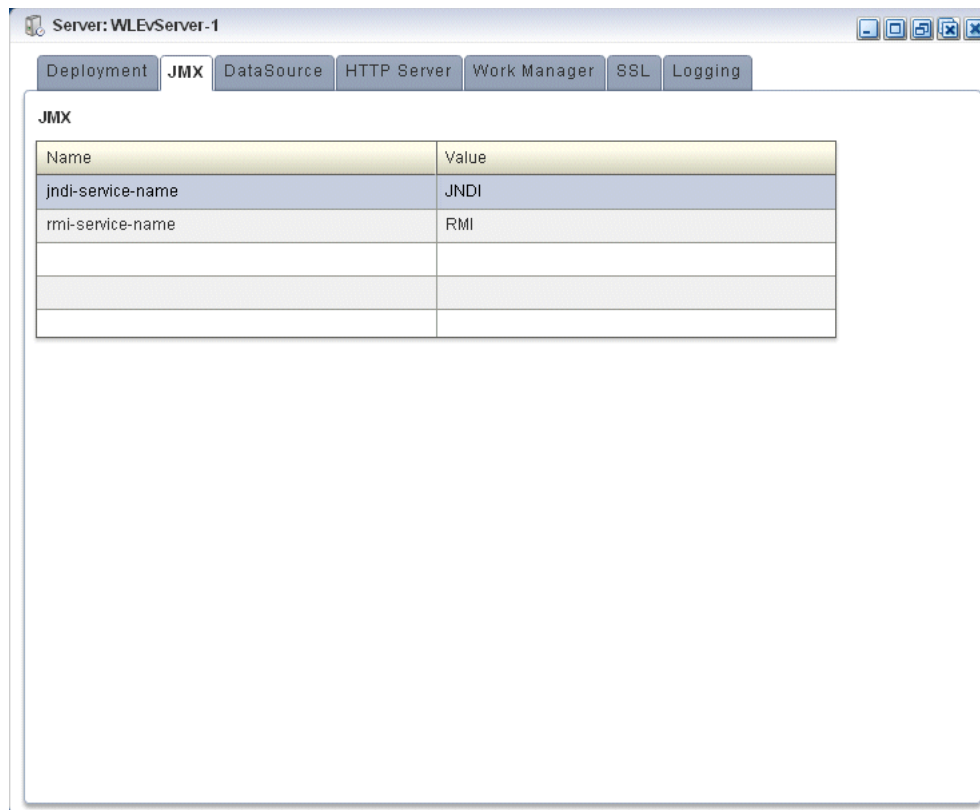 Server: WLEvServer-1
Deployment JMX DataSource HTTP Server Work Manager SSL Logging
JMX
Name Value
jndi-service-name JNDI
rmi-service-name RMI